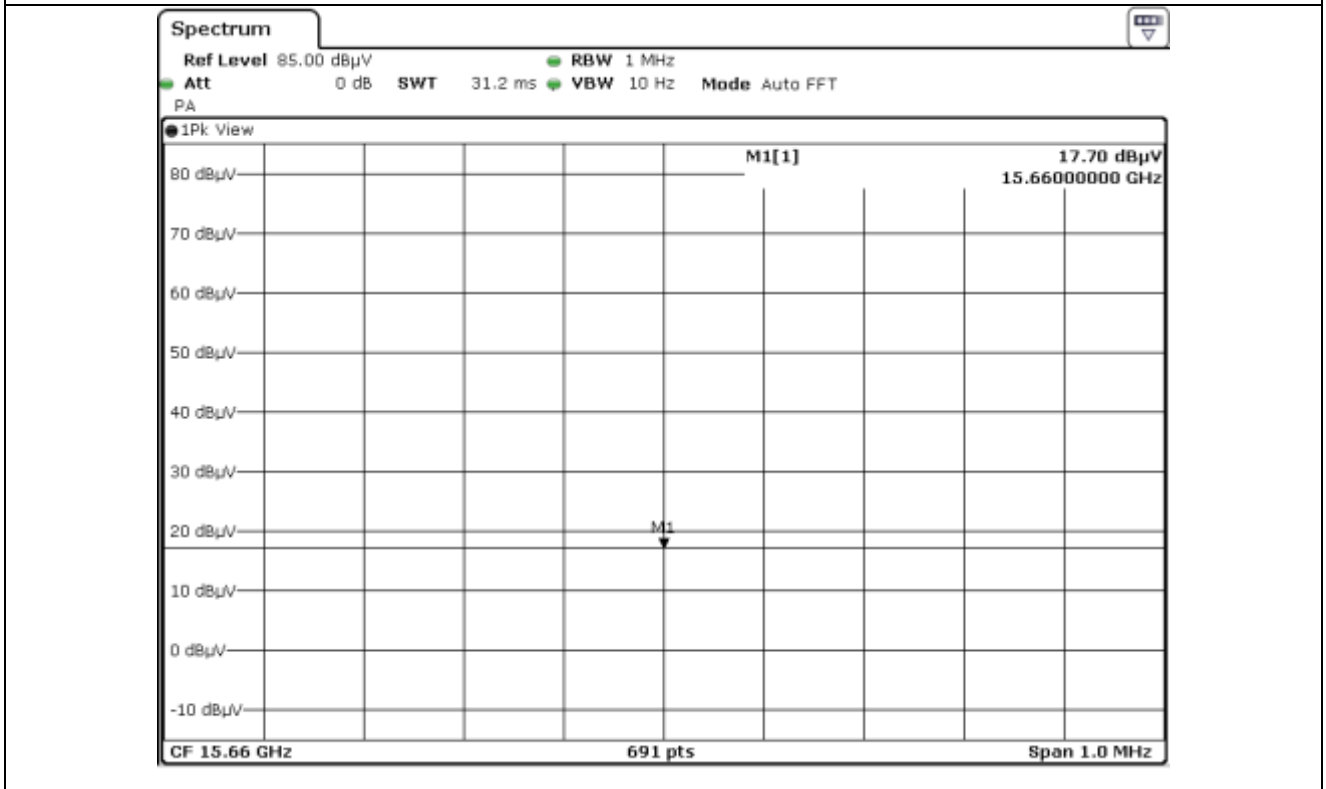 Spectrum
Ref Level 85.00 dBµV RBW 1 MHz
Att 0 dB SWT 31.2 ms VBW 10 Hz Mode Auto FFT
PA
1Pk View
M1[1] 17.70 dBµV
15.66000000 GHz
80 dBµV
70 dBµV
60 dBµV
50 dBµV
40 dBµV
30 dBµV
20 dBµV
M1
10 dBµV
0 dBµV
-10 dBµV
CF 15.66 GHz 691 pts Span 1.0 MHz